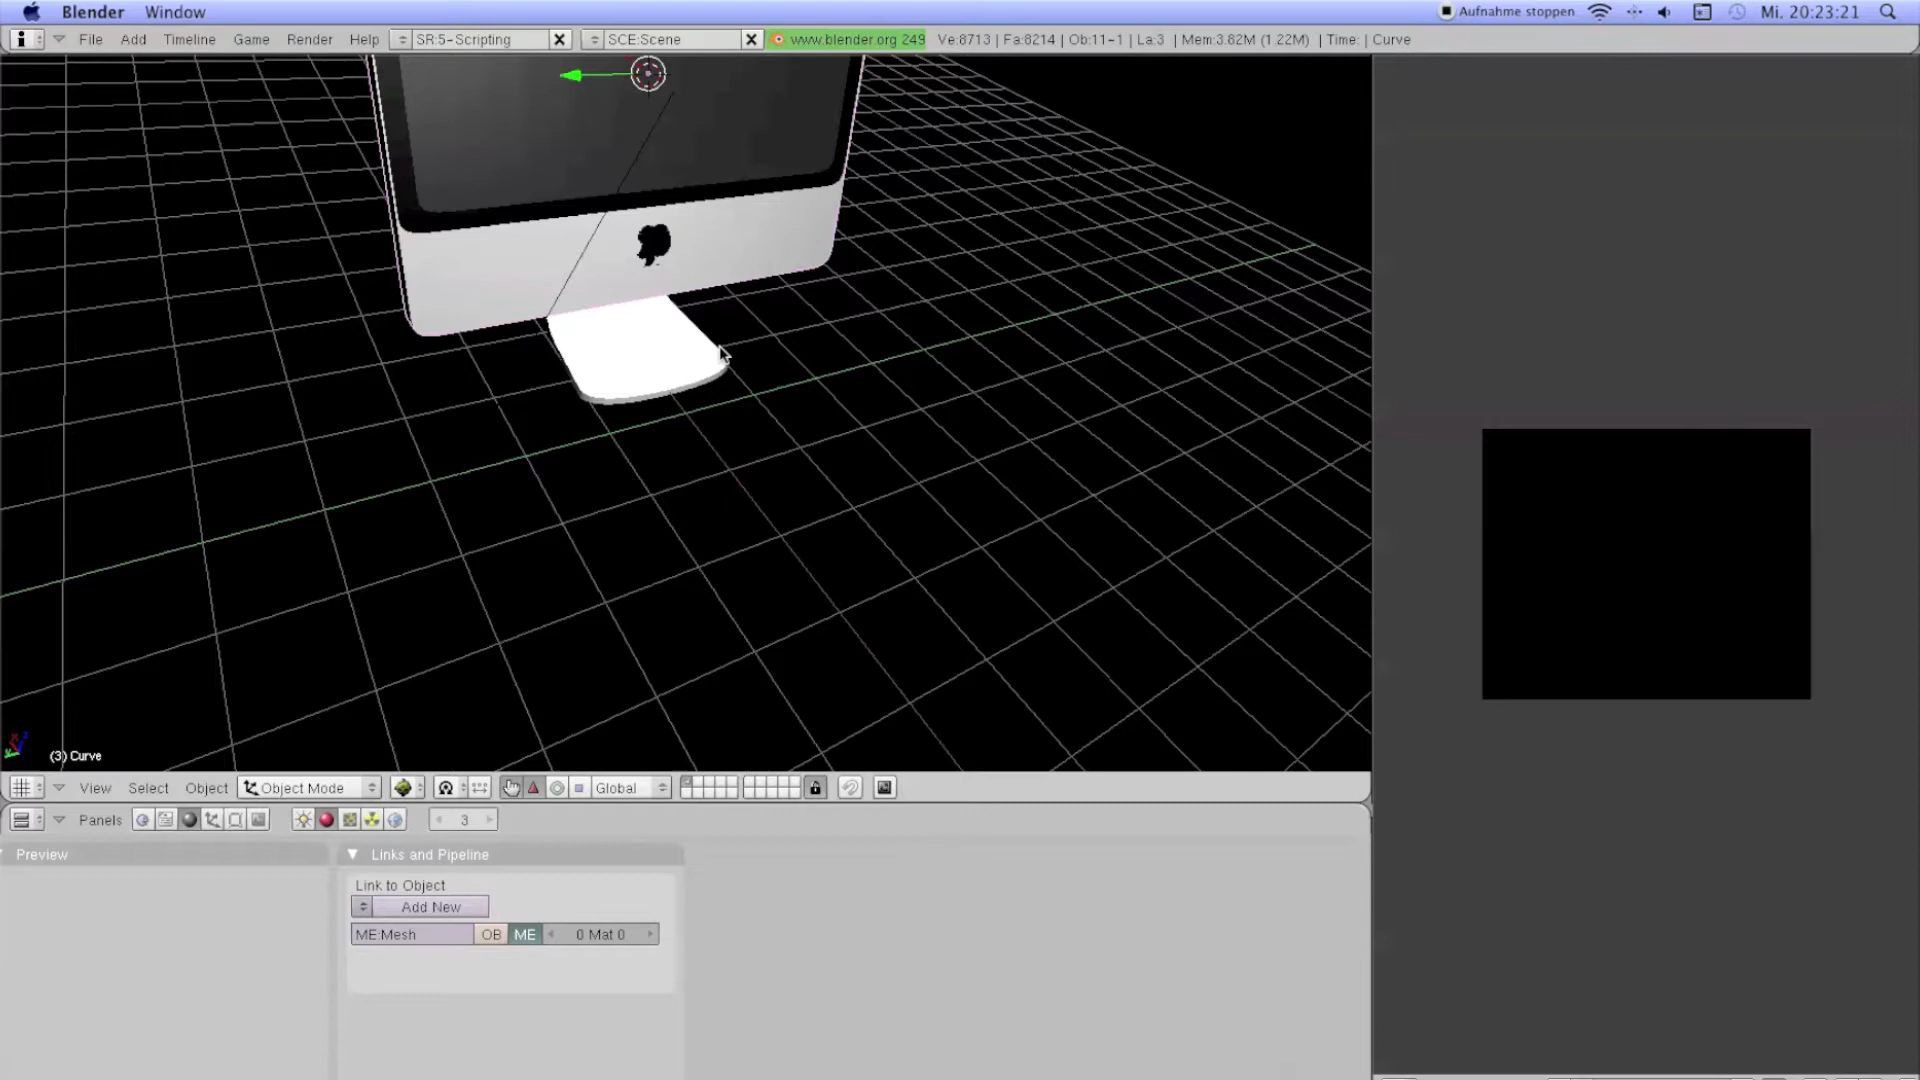 Blender Window Aufnahme stoppen Mi. 20:23:21
File Add Timeline Game Render Help SR:5-Scripting SCE:Scene www.blender.org 249 Ve:8713 | Fa:8214 | Ob:11-1 | La:3 | Mem:3.82M (1.22M) | Time: | Curve
(3) Curve
View Select Object Object Mode Global
Panels 3
Preview
Links and Pipeline
Link to Object
Add New
ME:Mesh OB ME 0 Mat 0